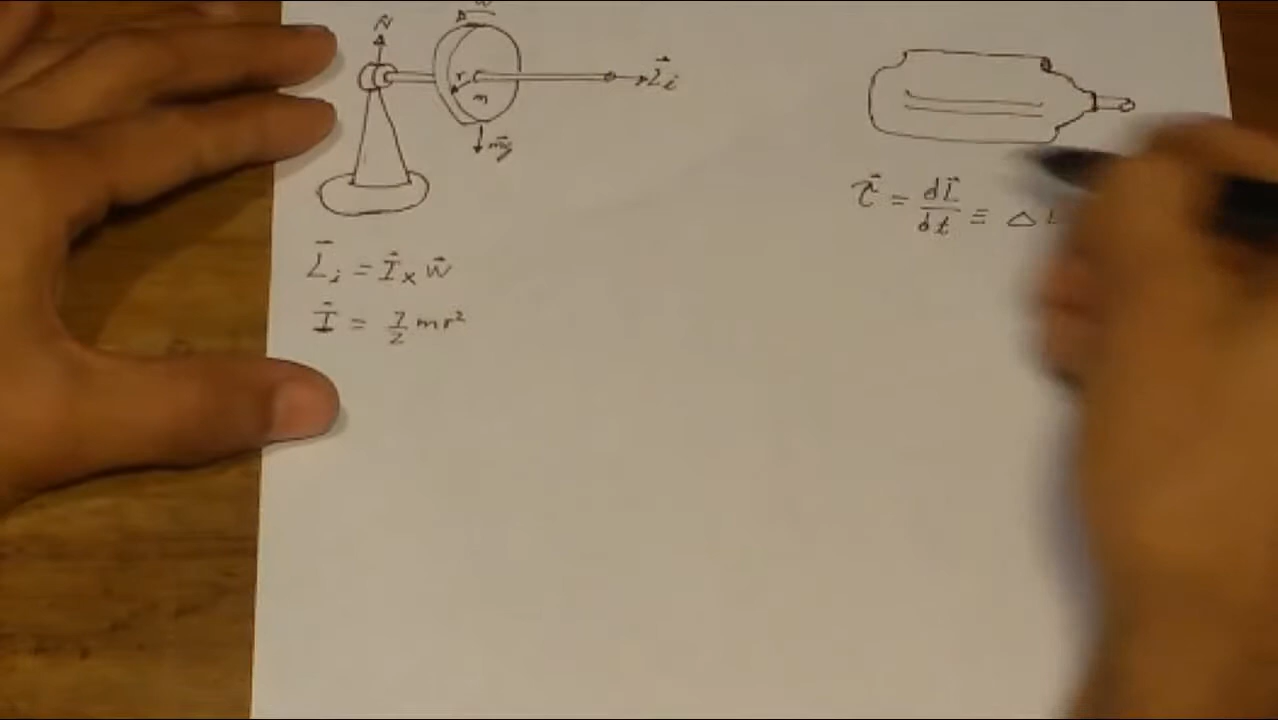 N⃗ w⃗
r
m
L⃗ᵢ
mg⃗
L⃗ᵢ = I⃗ₓ w⃗
I⃗ = 1/2 mr²
τ⃗ = dL⃗/dt = Δ L